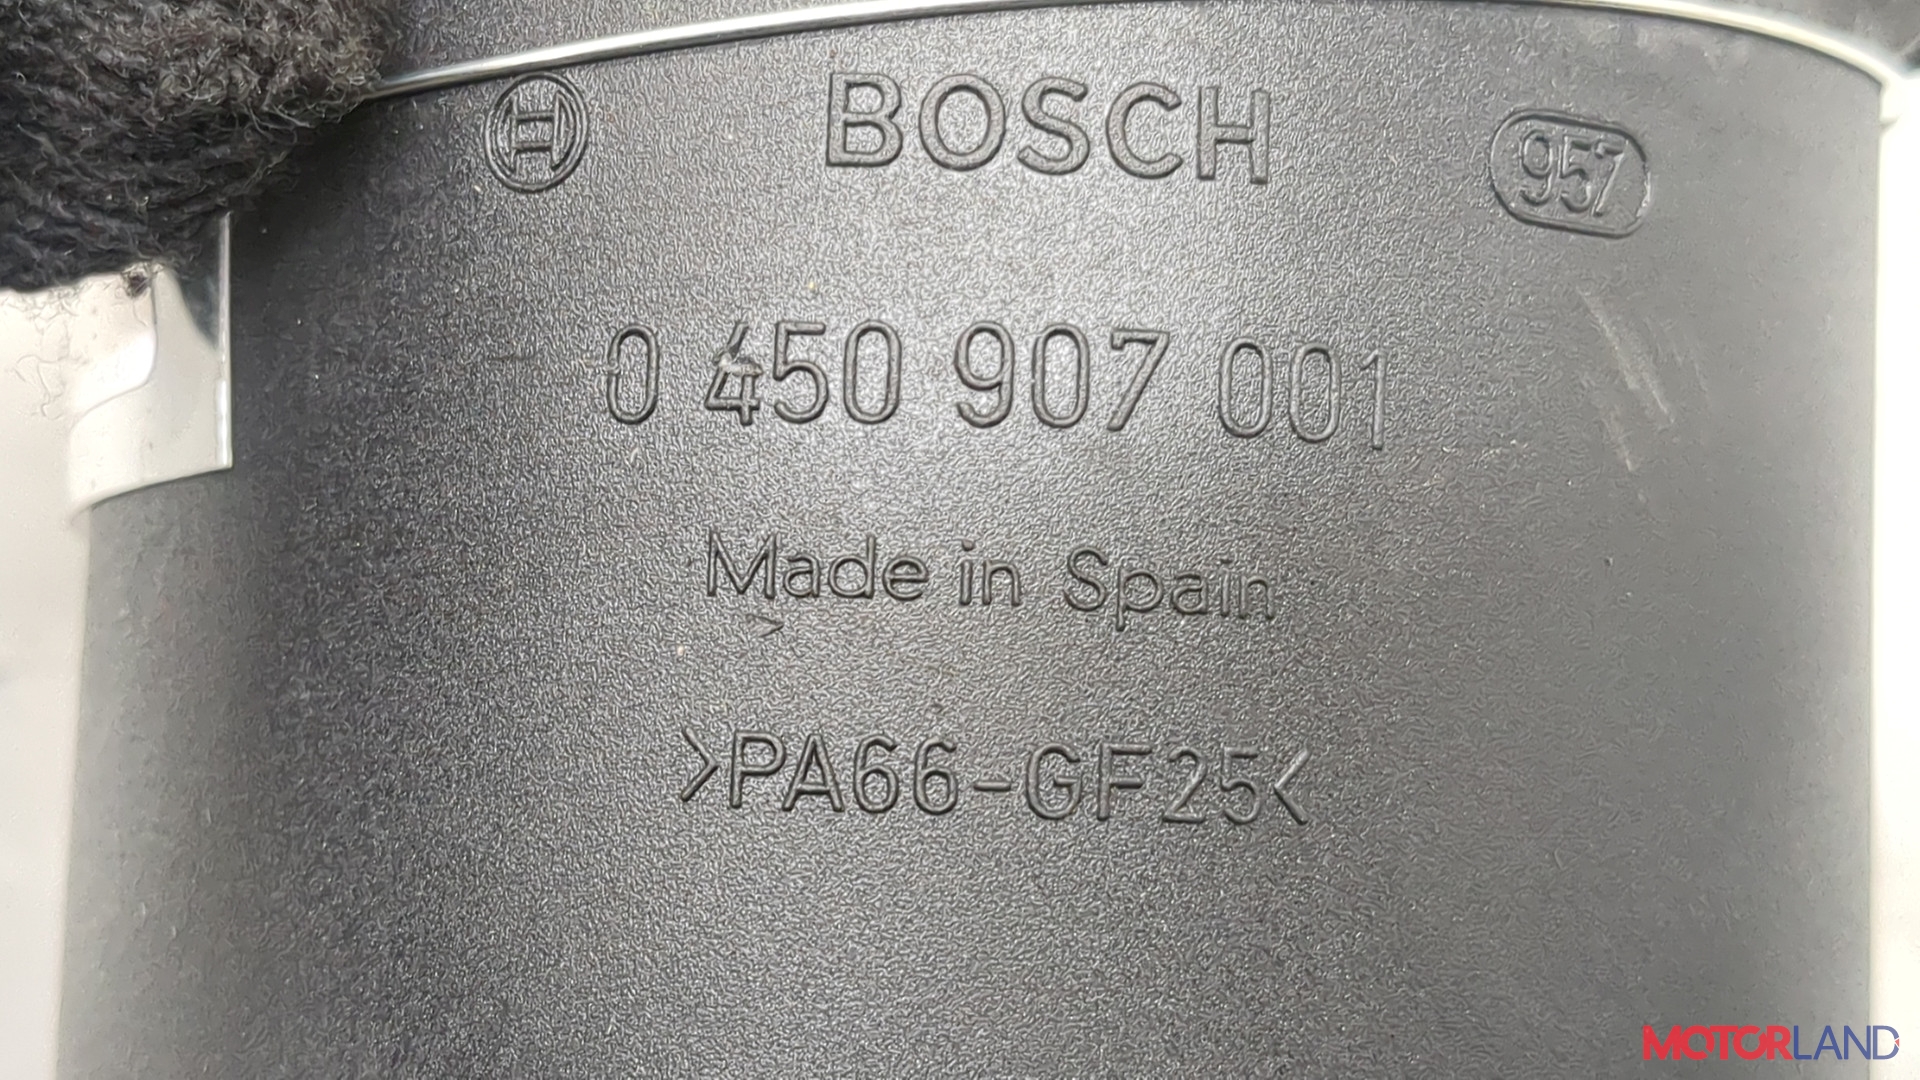 BOSCH 957
0 450 907 001
Made in Spain
>PA66-GF25<
MOTORLAND